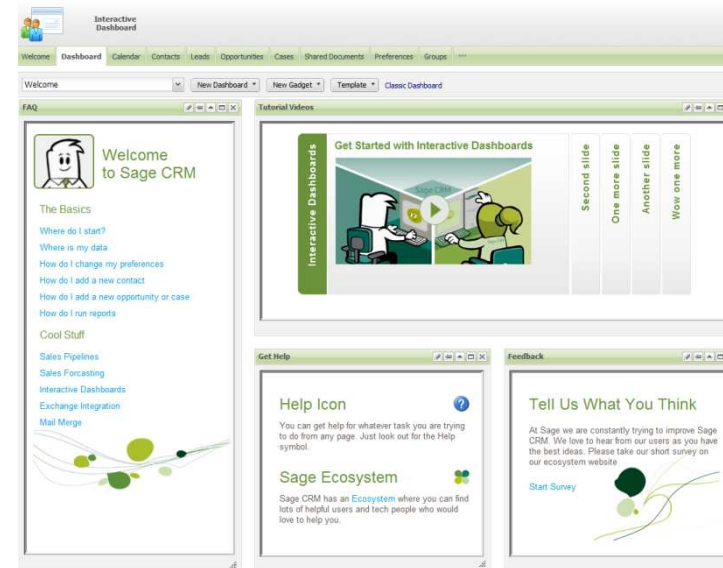 Interactive
Dashboard
Welcome Dashboard Calendar Contacts Leads Opportunities Cases Shared Documents Preferences Groups
Welcome New Dashboard New Gadget Template Classic Dashboard
FAQ
Welcome
to Sage CRM
The Basics
Where do I start?
Where is my data
How do I change my preferences
How do I add a new contact
How do I add a new opportunity or case
How do I run reports
Cool Stuff
Sales Pipelines
Sales Forcasting
Interactive Dashboards
Exchange Integration
Mail Merge
Tutorial Videos
Interactive Dashboards
Get Started with Interactive Dashboards
Sage CRM
Second slide
One more slide
Another slide
Wow one more
Get Help
Help Icon
You can get help for whatever task you are trying
to do from any page. Just look out for the Help
symbol.
Sage Ecosystem
Sage CRM has an Ecosystem where you can find
lots of helpful users and tech people who would
love to help you.
Feedback
Tell Us What You Think
At Sage we are constantly trying to improve Sage
CRM. We love to hear from our users as you have
the best ideas. Please take our short survey on
our ecosystem website
Start Survey